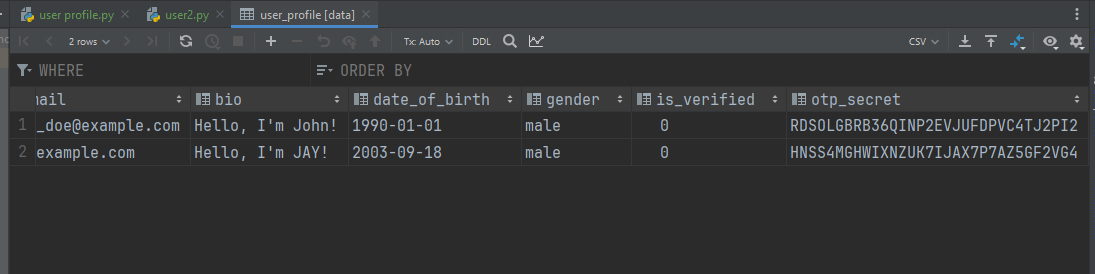 user profile.py user2.py user_profile [data]
2 rows Tx: Auto DDL CSV
WHERE ORDER BY
mail bio date_of_birth gender is_verified otp_secret
1 _doe@example.com Hello, I'm John! 1990-01-01 male 0 RDSOLGBRB36QINP2EVJUFDPVC4TJ2PI2
2 example.com Hello, I'm JAY! 2003-09-18 male 0 HNSS4MGHWIXNZUK7IJAX7P7AZ5GF2VG4